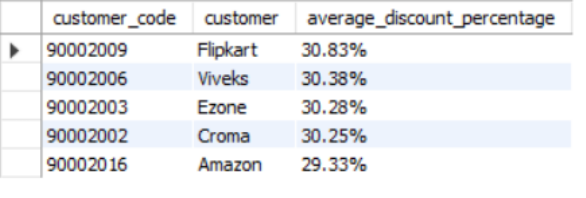 customer_code customer average_discount_percentage
90002009 Flipkart 30.83%
90002006 Viveks 30.38%
90002003 Ezone 30.28%
90002002 Croma 30.25%
90002016 Amazon 29.33%